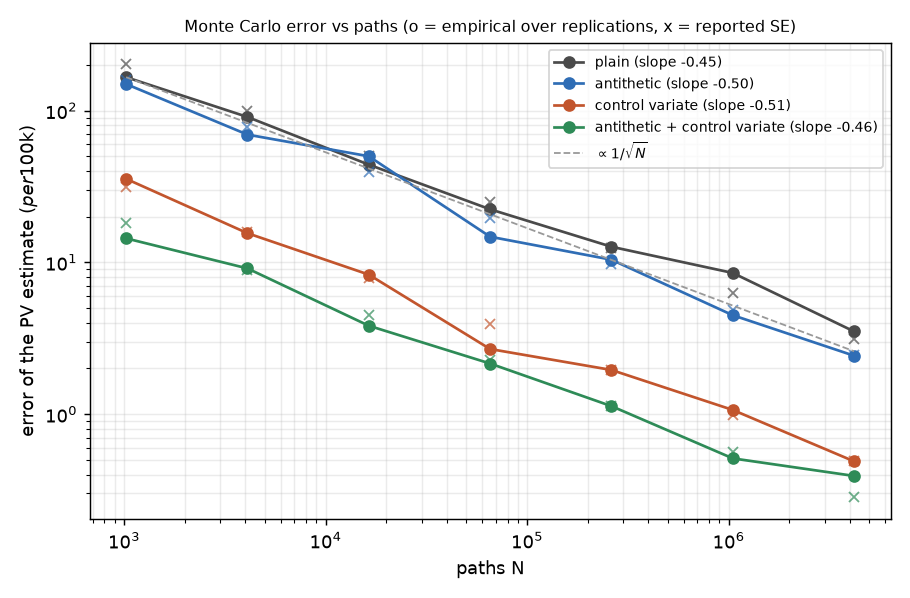 Monte Carlo error vs paths (o = empirical over replications, x = reported SE)
plain (slope -0.45)
antithetic (slope -0.50)
control variate (slope -0.51)
antithetic + control variate (slope -0.46)
∝ 1/√N
error of the PV estimate (per100k)
10²
10¹
10⁰
10³
10⁴
10⁵
10⁶
paths N